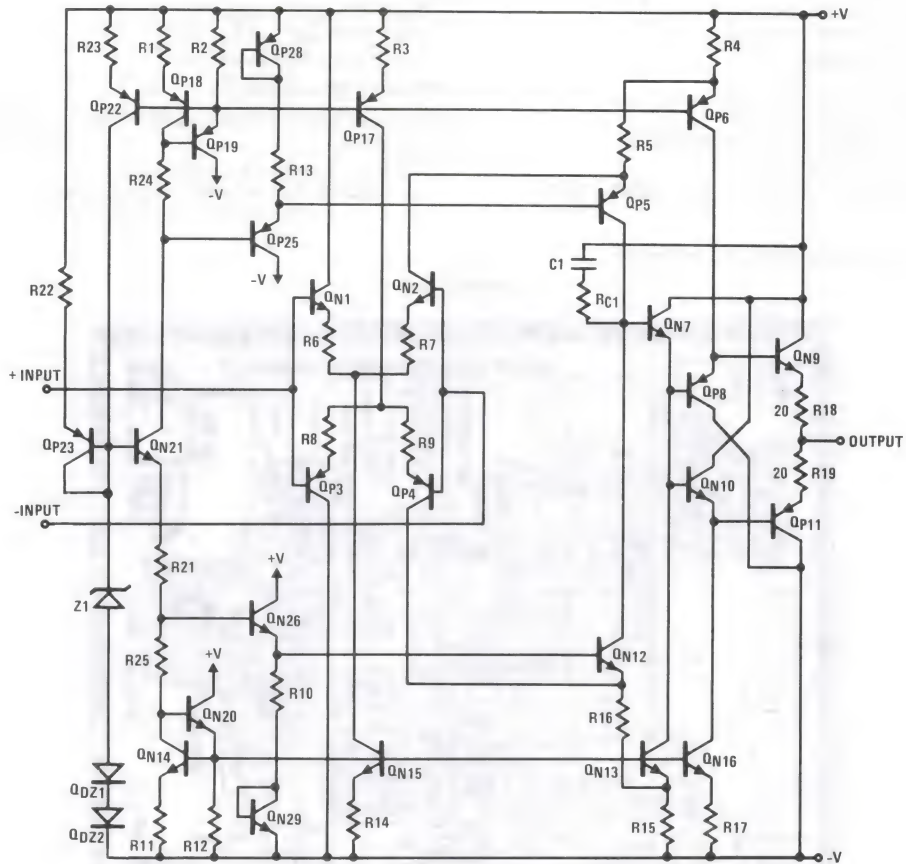 +V
R23
R1
R2
QP28
R3
R4
QP18
QP22
QP19
QP17
QP6
R5
R24
R13
-V
QP5
QP25
-V
C1
R22
QN1
QN2
RC1
QN7
QN9
R6
R7
QP8
20 R18
+ INPUT
OUTPUT
R8
R9
20 R19
QP23
QN21
QP3
QP4
QN10
QP11
-INPUT
R21
+V
Z1
QN26
R25
+V
R10
QN12
QN20
R16
QN14
QN15
QN13
QN16
QDZ1
QN29
QDZ2
R11
R12
R14
R15
R17
-V